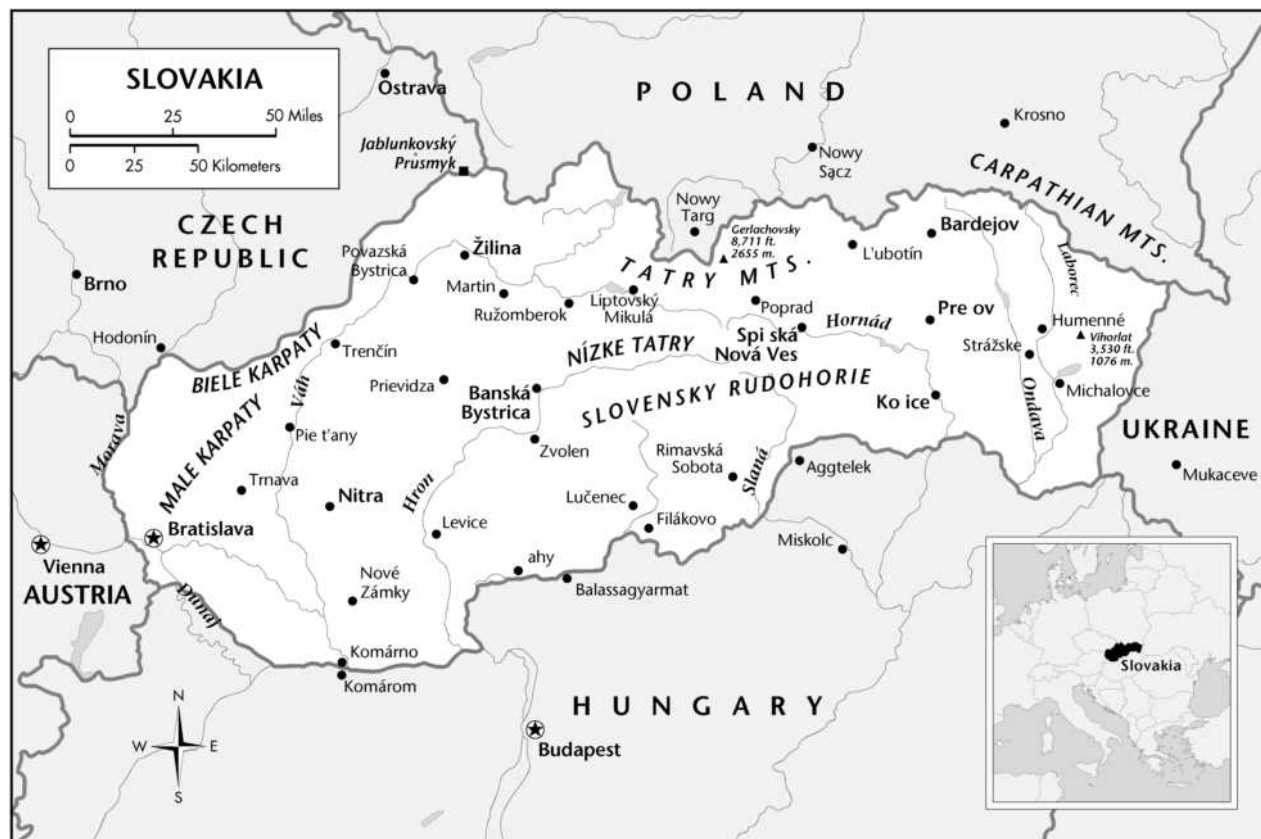 SLOVAKIA
0 25 50 Miles
0 25 50 Kilometers
Ostrava
POLAND
Krosno
Jablunkovský
Průsmyk
Nowy
Sącz
CARPATHIAN MTS.
CZECH
REPUBLIC
Nowy
Targ
Gerlachovsky
8,711 ft.
2655 m.
Bardejov
L'ubotín
Laborec
Povazská
Bystrica
Žilina
TATRY MTS.
Brno
Martin
Ružomberok
Liptovský
Mikulá
Poprad
Pre ov
Hornád
Spi ská
Nová Ves
Humenné
Vihorlat
3,530 ft.
1076 m.
Hodonín
Trenčín
NÍZKE TATRY
Strážske
BIELE KARPATY
Váh
Prievidza
Banská
Bystrica
SLOVENSKY RUDOHORIE
Ko ice
Ondava
Michalovce
Morava
MALE KARPATY
Pie t'any
Zvolen
Rimavská
Sobota
Slaná
Aggtelek
UKRAINE
Mukaceve
Trnava
Nitra
Hron
Lučenec
Bratislava
Levice
Filákovo
Miskolc
Vienna
AUSTRIA
Dunaj
Nové
Zámky
ahy
Balassagyarmat
Komárno
Komárom
HUNGARY
Budapest
Slovakia
N
W E
S